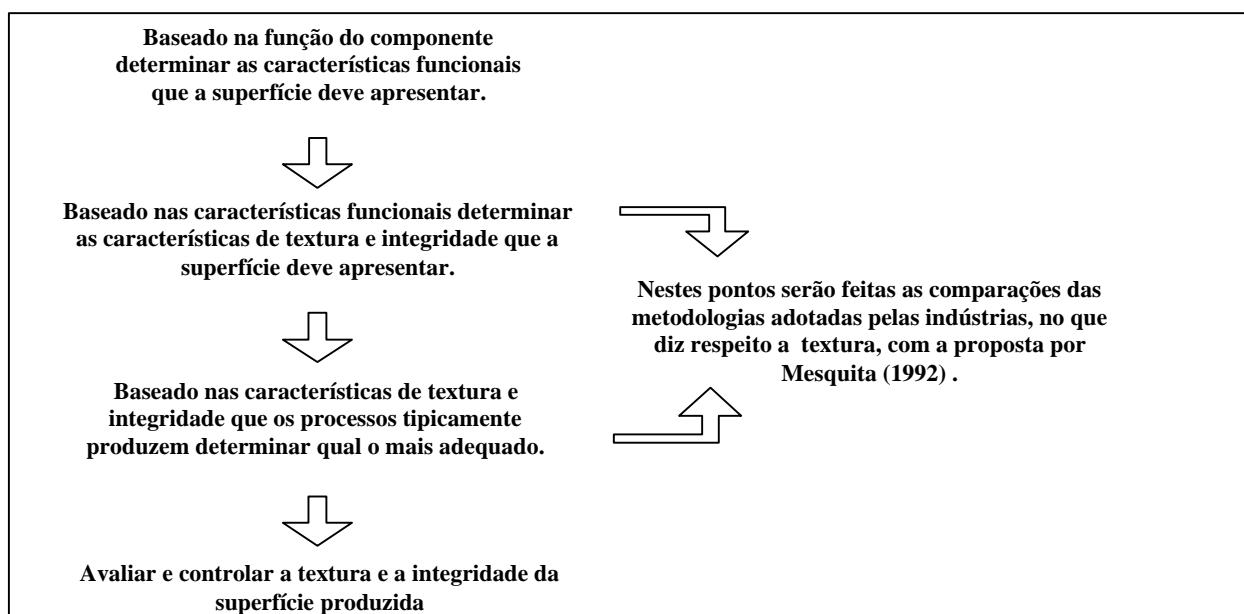 Baseado na função do componente
determinar as características funcionais
que a superfície deve apresentar.
Baseado nas características funcionais determinar
as características de textura e integridade que a
superfície deve apresentar.
Nestes pontos serão feitas as comparações das
metodologias adotadas pelas indústrias, no que
diz respeito a textura, com a proposta por
Mesquita (1992) .
Baseado nas características de textura e
integridade que os processos tipicamente
produzem determinar qual o mais adequado.
Avaliar e controlar a textura e a integridade da
superfície produzida